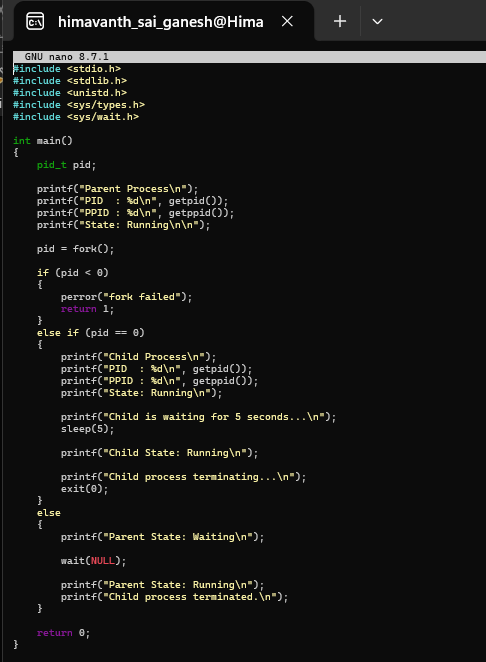 himavanth_sai_ganesh@Hima
GNU nano 8.7.1
#include <stdio.h>
#include <stdlib.h>
#include <unistd.h>
#include <sys/types.h>
#include <sys/wait.h>

int main()
{
    pid_t pid;

    printf("Parent Process\n");
    printf("PID  : %d\n", getpid());
    printf("PPID : %d\n", getppid());
    printf("State: Running\n\n");

    pid = fork();

    if (pid < 0)
    {
        perror("fork failed");
        return 1;
    }
    else if (pid == 0)
    {
        printf("Child Process\n");
        printf("PID  : %d\n", getpid());
        printf("PPID : %d\n", getppid());
        printf("State: Running\n");

        printf("Child is waiting for 5 seconds...\n");
        sleep(5);

        printf("Child State: Running\n");

        printf("Child process terminating...\n");
        exit(0);
    }
    else
    {
        printf("Parent State: Waiting\n");

        wait(NULL);

        printf("Parent State: Running\n");
        printf("Child process terminated.\n");
    }

    return 0;
}